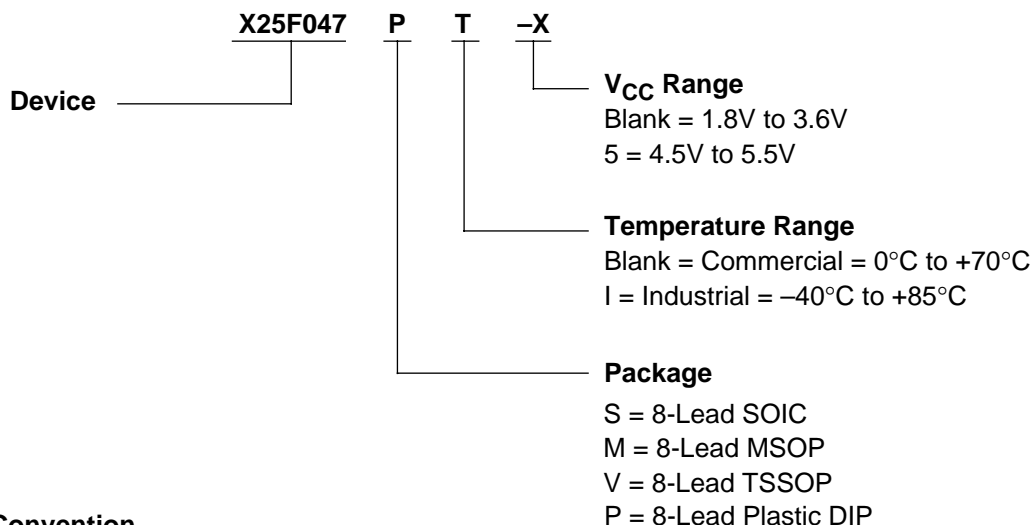 X25F047 P T –X
Device
VCC Range
Blank = 1.8V to 3.6V
5 = 4.5V to 5.5V
Temperature Range
Blank = Commercial = 0°C to +70°C
I = Industrial = –40°C to +85°C
Package
S = 8-Lead SOIC
M = 8-Lead MSOP
V = 8-Lead TSSOP
P = 8-Lead Plastic DIP
Convention